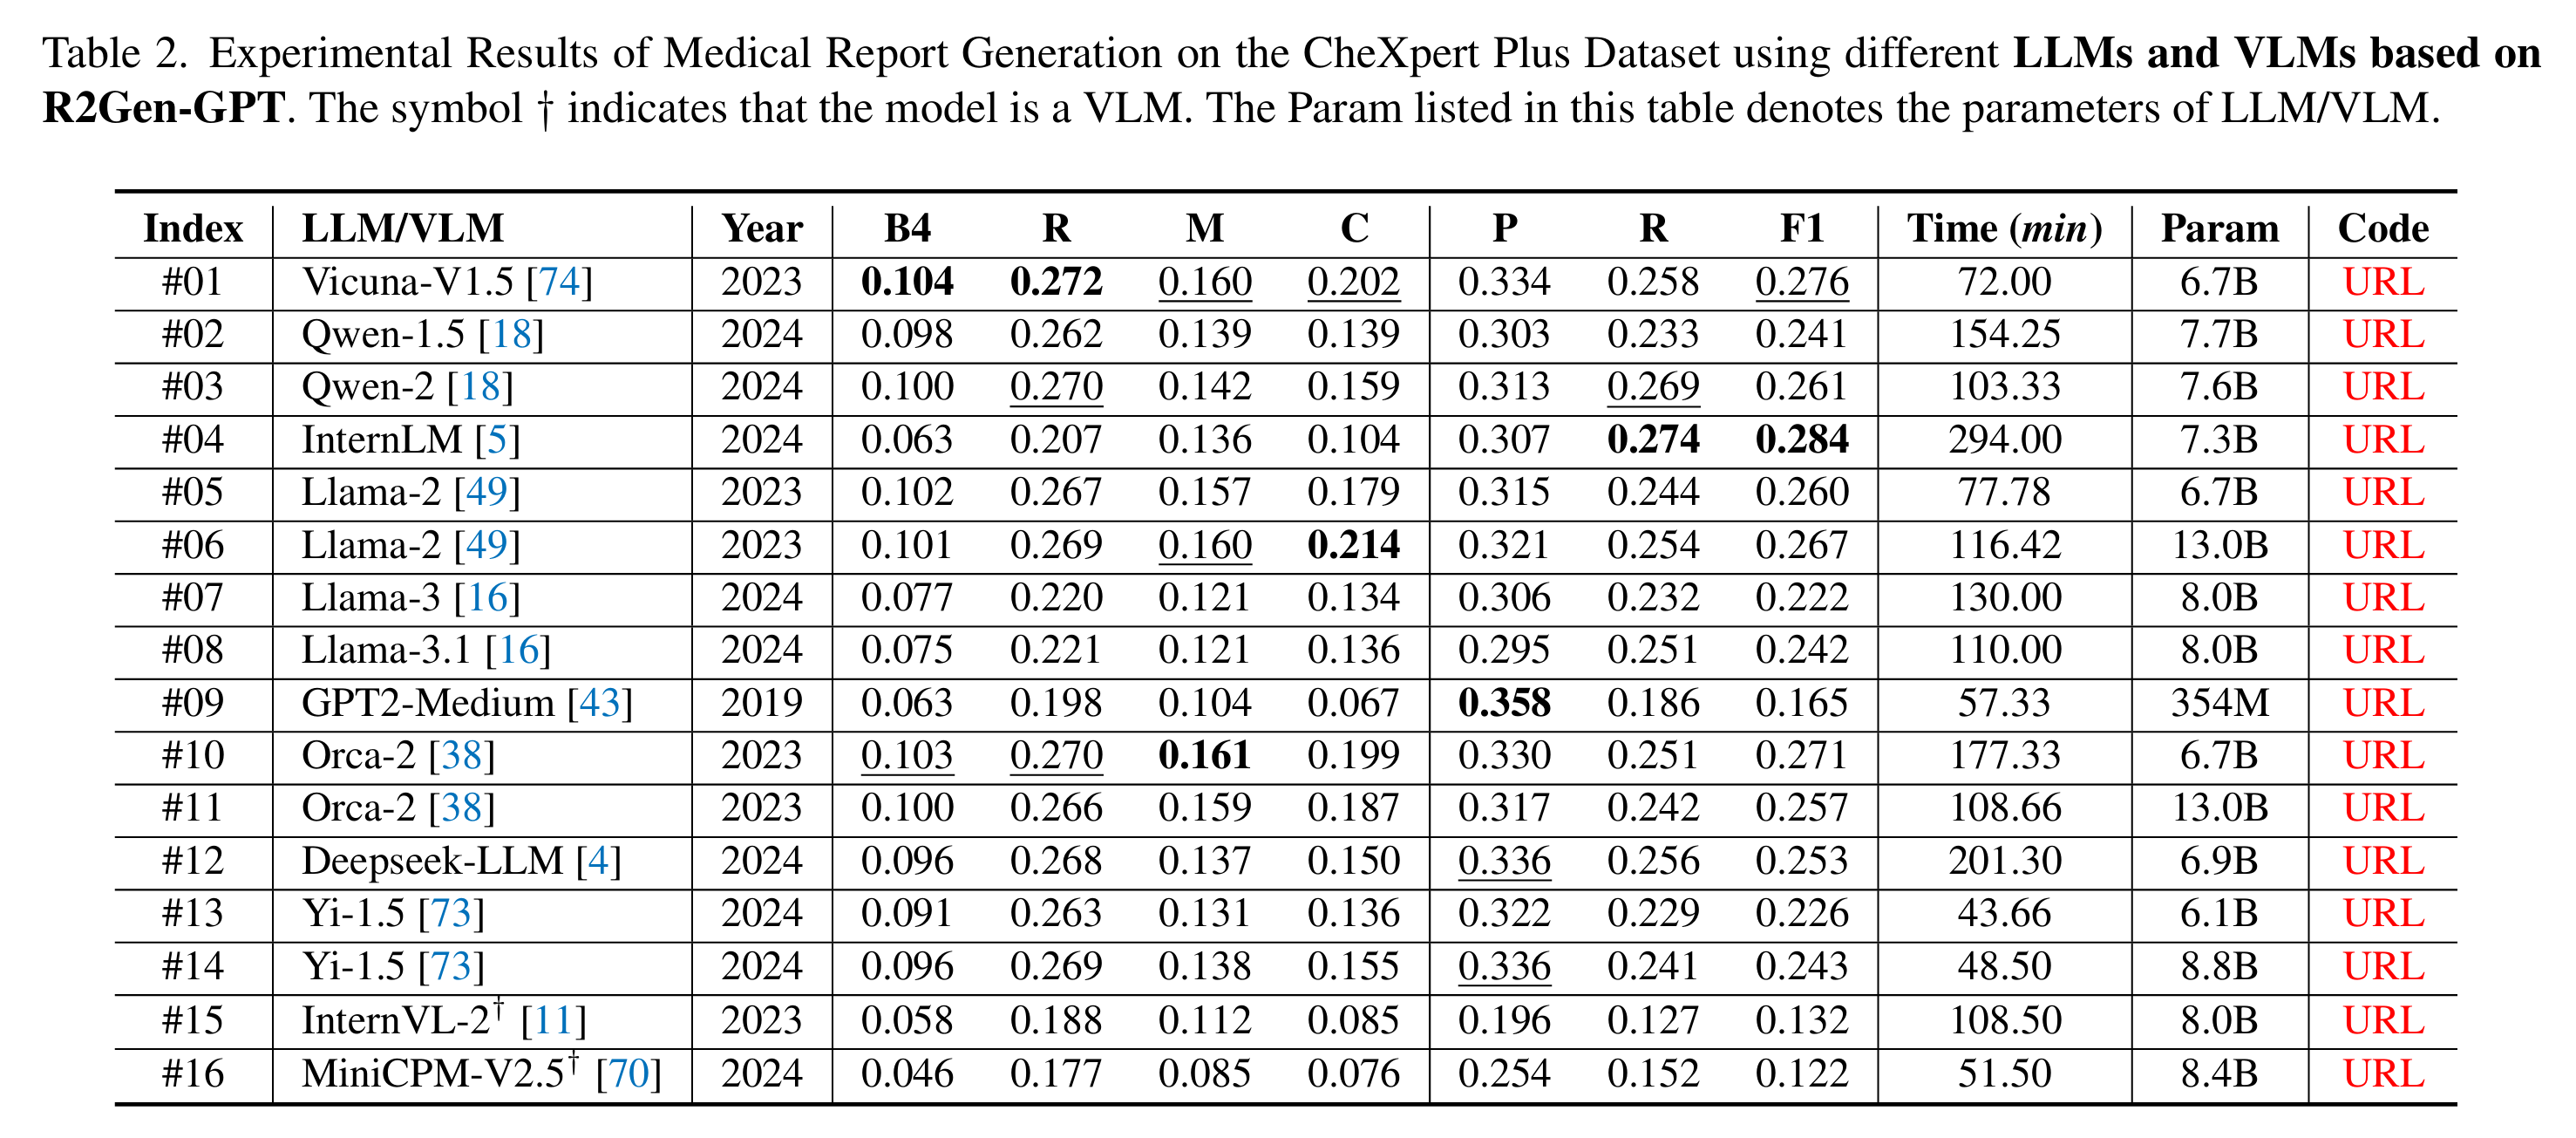 Table 2. Experimental Results of Medical Report Generation on the CheXpert Plus Dataset using different LLMs and VLMs based on
R2Gen-GPT. The symbol † indicates that the model is a VLM. The Param listed in this table denotes the parameters of LLM/VLM.
Index LLM/VLM Year B4 R M C P R F1 Time (min) Param Code
#01 Vicuna-V1.5 [74] 2023 0.104 0.272 0.160 0.202 0.334 0.258 0.276 72.00 6.7B URL
#02 Qwen-1.5 [18] 2024 0.098 0.262 0.139 0.139 0.303 0.233 0.241 154.25 7.7B URL
#03 Qwen-2 [18] 2024 0.100 0.270 0.142 0.159 0.313 0.269 0.261 103.33 7.6B URL
#04 InternLM [5] 2024 0.063 0.207 0.136 0.104 0.307 0.274 0.284 294.00 7.3B URL
#05 Llama-2 [49] 2023 0.102 0.267 0.157 0.179 0.315 0.244 0.260 77.78 6.7B URL
#06 Llama-2 [49] 2023 0.101 0.269 0.160 0.214 0.321 0.254 0.267 116.42 13.0B URL
#07 Llama-3 [16] 2024 0.077 0.220 0.121 0.134 0.306 0.232 0.222 130.00 8.0B URL
#08 Llama-3.1 [16] 2024 0.075 0.221 0.121 0.136 0.295 0.251 0.242 110.00 8.0B URL
#09 GPT2-Medium [43] 2019 0.063 0.198 0.104 0.067 0.358 0.186 0.165 57.33 354M URL
#10 Orca-2 [38] 2023 0.103 0.270 0.161 0.199 0.330 0.251 0.271 177.33 6.7B URL
#11 Orca-2 [38] 2023 0.100 0.266 0.159 0.187 0.317 0.242 0.257 108.66 13.0B URL
#12 Deepseek-LLM [4] 2024 0.096 0.268 0.137 0.150 0.336 0.256 0.253 201.30 6.9B URL
#13 Yi-1.5 [73] 2024 0.091 0.263 0.131 0.136 0.322 0.229 0.226 43.66 6.1B URL
#14 Yi-1.5 [73] 2024 0.096 0.269 0.138 0.155 0.336 0.241 0.243 48.50 8.8B URL
#15 InternVL-2† [11] 2023 0.058 0.188 0.112 0.085 0.196 0.127 0.132 108.50 8.0B URL
#16 MiniCPM-V2.5† [70] 2024 0.046 0.177 0.085 0.076 0.254 0.152 0.122 51.50 8.4B URL